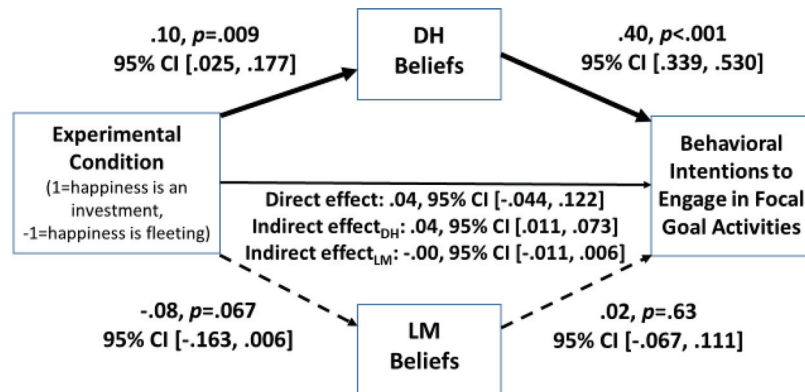 .10, p=.009
95% CI [.025, .177]
DH
Beliefs
.40, p<.001
95% CI [.339, .530]
Experimental
Condition
(1=happiness is an
investment,
-1=happiness is fleeting)
Direct effect: .04, 95% CI [-.044, .122]
Indirect effectDH: .04, 95% CI [.011, .073]
Indirect effectLM: -.00, 95% CI [-.011, .006]
Behavioral
Intentions to
Engage in Focal
Goal Activities
-.08, p=.067
95% CI [-.163, .006]
LM
Beliefs
.02, p=.63
95% CI [-.067, .111]